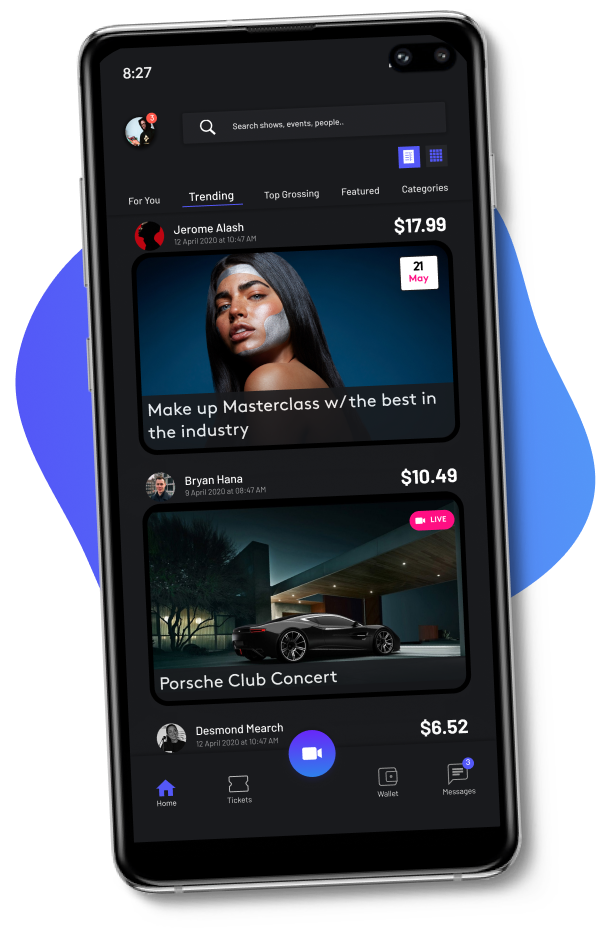 8:27
3
Search shows, events, people..
For You Trending Top Grossing Featured Categories
Jerome Alash
12 April 2020 at 10:47 AM
$17.99
21
May
Make up Masterclass w/the best in
the industry
Bryan Hana
9 April 2020 at 08:47 AM
$10.49
LIVE
Porsche Club Concert
Desmond Mearch
12 April 2020 at 10:47 AM
$6.52
Home
Tickets
Wallet
3
Messages